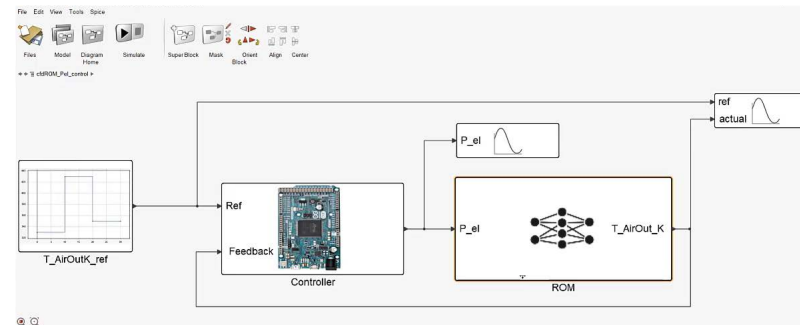 File Edit View Tools Spice
Files Model Diagram Home Simulate Super Block Mask Orient Block Align Center
cfdROM_Pel_control
ref
actual
P_el
Ref
Feedback
P_el
T_AirOut_K
T_AirOutK_ref
Controller
ROM